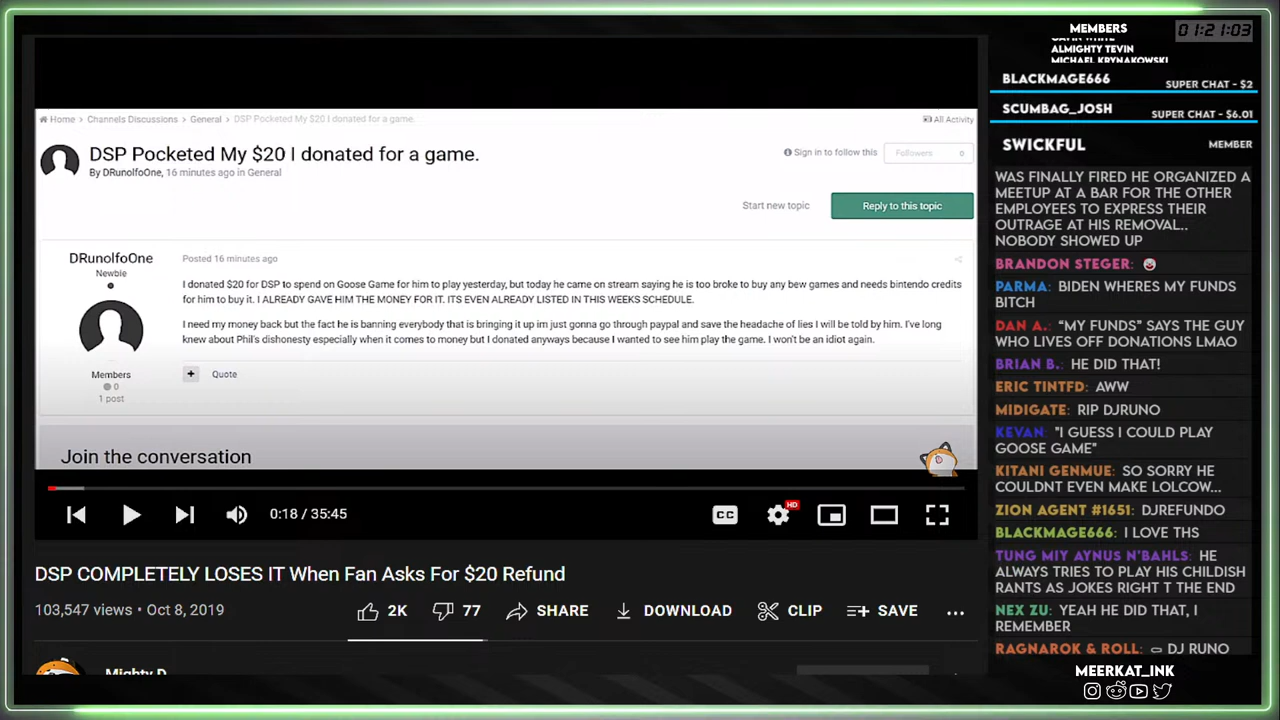 MEMBERS
01:21:03
ALMIGHTY TEVIN
MICHAEL KRYNAKOWSKI
BLACKMAGE666
SUPER CHAT - $2
SCUMBAG_JOSH
SUPER CHAT - $6.01
SWICKFUL
MEMBER
WAS FINALLY FIRED HE ORGANIZED A
MEETUP AT A BAR FOR THE OTHER
EMPLOYEES TO EXPRESS THEIR
OUTRAGE AT HIS REMOVAL..
NOBODY SHOWED UP
BRANDON STEGER: 🤡
PARMA: BIDEN WHERES MY FUNDS
BITCH
DAN A.: “MY FUNDS” SAYS THE GUY
WHO LIVES OFF DONATIONS LMAO
BRIAN B.: HE DID THAT!
ERIC TINTFD: AWW
MIDIGATE: RIP DJRUNO
KEVAN: "I GUESS I COULD PLAY
GOOSE GAME"
KITANI GENMUE: SO SORRY HE
COULDNT EVEN MAKE LOLCOW...
ZION AGENT #1651: DJREFUNDO
BLACKMAGE666: I LOVE THS
TUNG MIY AYNUS N'BAHLS: HE
ALWAYS TRIES TO PLAY HIS CHILDISH
RANTS AS JOKES RIGHT T THE END
NEX ZU: YEAH HE DID THAT, I
REMEMBER
RAGNAROK & ROLL: DJ RUNO
MEERKAT_INK
Home > Channels Discussions > General > DSP Pocketed My $20 I donated for a game.
All Activity
DSP Pocketed My $20 I donated for a game.
By DRunolfoOne, 16 minutes ago in General
Sign in to follow this
Followers 0
Start new topic
Reply to this topic
DRunolfoOne
Newbie
Members
0
1 post
Posted 16 minutes ago
I donated $20 for DSP to spend on Goose Game for him to play yesterday, but today he came on stream saying he is too broke to buy any bew games and needs bintendo credits
for him to buy it. I ALREADY GAVE HIM THE MONEY FOR IT. ITS EVEN ALREADY LISTED IN THIS WEEKS SCHEDULE.
I need my money back but the fact he is banning everybody that is bringing it up im just gonna go through paypal and save the headache of lies I will be told by him. I've long
knew about Phil's dishonesty especially when it comes to money but I donated anyways because I wanted to see him play the game. I won't be an idiot again.
+ Quote
Join the conversation
0:18 / 35:45
CC
HD
DSP COMPLETELY LOSES IT When Fan Asks For $20 Refund
103,547 views • Oct 8, 2019
2K
77
SHARE
DOWNLOAD
CLIP
SAVE
...
Mighty D